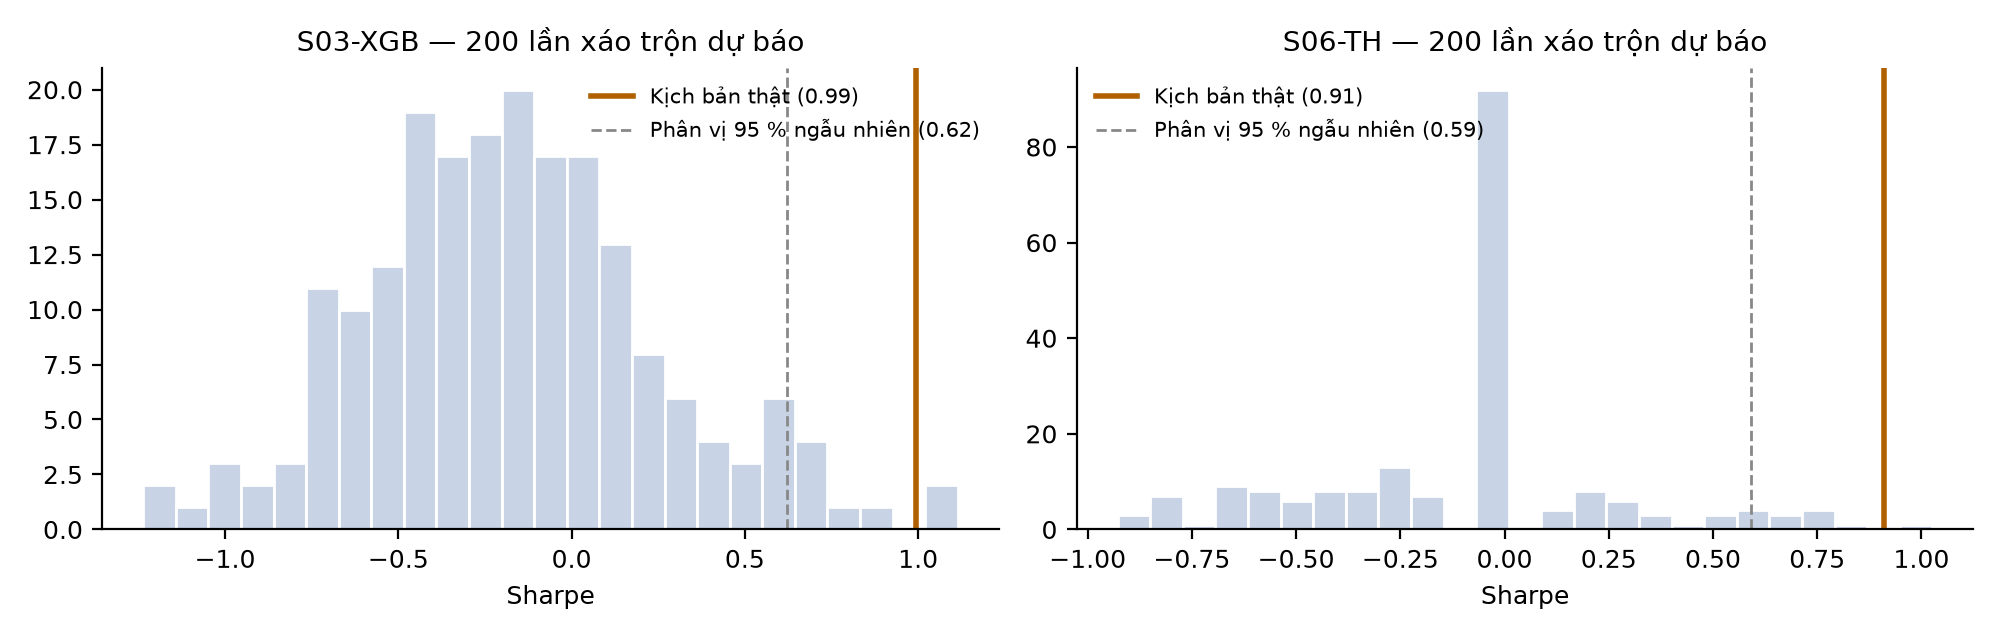 S03-XGB — 200 lần xáo trộn dự báo
Kịch bản thật (0.99)
Phân vị 95 % ngẫu nhiên (0.62)
20.0
17.5
15.0
12.5
10.0
7.5
5.0
2.5
0.0
−1.0 −0.5 0.0 0.5 1.0
Sharpe
S06-TH — 200 lần xáo trộn dự báo
Kịch bản thật (0.91)
Phân vị 95 % ngẫu nhiên (0.59)
80
60
40
20
0
−1.00 −0.75 −0.50 −0.25 0.00 0.25 0.50 0.75 1.00
Sharpe